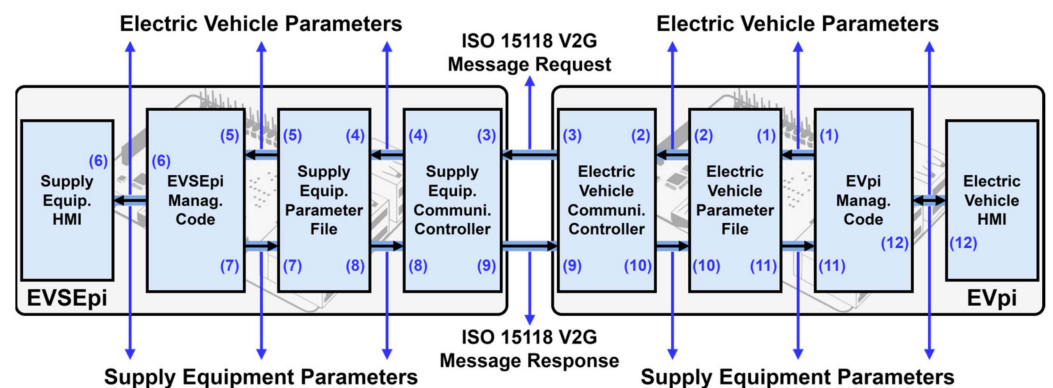 Electric Vehicle Parameters
ISO 15118 V2G
Message Request
Electric Vehicle Parameters
(6)
Supply
Equip.
HMI
EVSEpi
(5)
(6)
EVSEpi
Manag.
Code
(7)
(5)
(4)
Supply
Equip.
Parameter
File
(7)
(8)
(4)
(3)
Supply
Equip.
Communi.
Controller
(8)
(9)
(3)
(2)
Electric
Vehicle
Communi.
Controller
(9)
(10)
(2)
(1)
Electric
Vehicle
Parameter
File
(10)
(11)
(1)
EVpi
Manag.
Code
(12)
(11)
Electric
Vehicle
HMI
(12)
EVpi
ISO 15118 V2G
Message Response
Supply Equipment Parameters
Supply Equipment Parameters